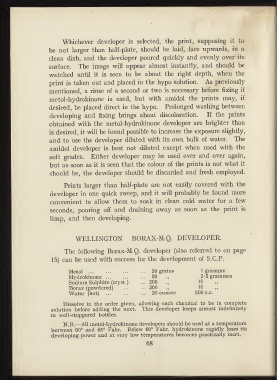 Whichever developer is selected, the print, supposing it to
be not larger than half-plate, should be laid, face upwards, in a
clean dish, and the developer poured quickly and evenly over its
surface. The image will appear almost instantly, and should be
watched until it is seen to be about the right depth, when the
print is taken out and placed in the hypo solution. As previously
mentioned, a rinse of a second or two is necessary before fixing if
metol-hydrokinone is used, but with amidol the prints may, if
desired, be placed direct in the hypo. Prolonged washing between
developing and fixing brings about discoloration. If the prints
obtained with the metol-hydrokinone developer are brighter than
is desired, it will be found possible to increase the exposure slightly,
and to use the developer diluted with its own bulk of water. The
amidol developer is best not diluted except when used with the
soft grades. Either developer may be used over and over again,
but as soon as it is seen that the colour of the prints is not what it
should be, the developer should be discarded and fresh employed.
Prints larger than half-plate are not easily covered with the
developer in one quick sweep, and it will probably be found more
convenient to allow them to soak in clean cold water for a few
seconds, pouring off and draining away as soon as the print is
limp, and then developing.
WELLINGTON BORAX-M.Q. DEVELOPER.
The following Borax-M.Q. developer (also referred to on page
15) can be used with success for the development of S.C.P.
Metol ... ... ... ... 20 grains 1 gramme
Hydrokinone ... ... 50 „ 2·5 grammes
Sodium Sulphite (cryst.) ... 200 „ 10 „
Borax (powdered) ... 200 „ 10 „
Water (hot) ... ... 20 ounces 500 c.c.
Dissolve in the order given, allowing each chemical to be in complete
solution before adding the next. This developer keeps almost indefinitely
in well-stoppered bottles.
N.B.—All metol-hydrokinone developers should be used at a temperature
between 60° and 65° Fahr. Below 60° Fahr. hydrokinone rapidly loses its
developing power and at very low temperatures becomes practically inert.
68